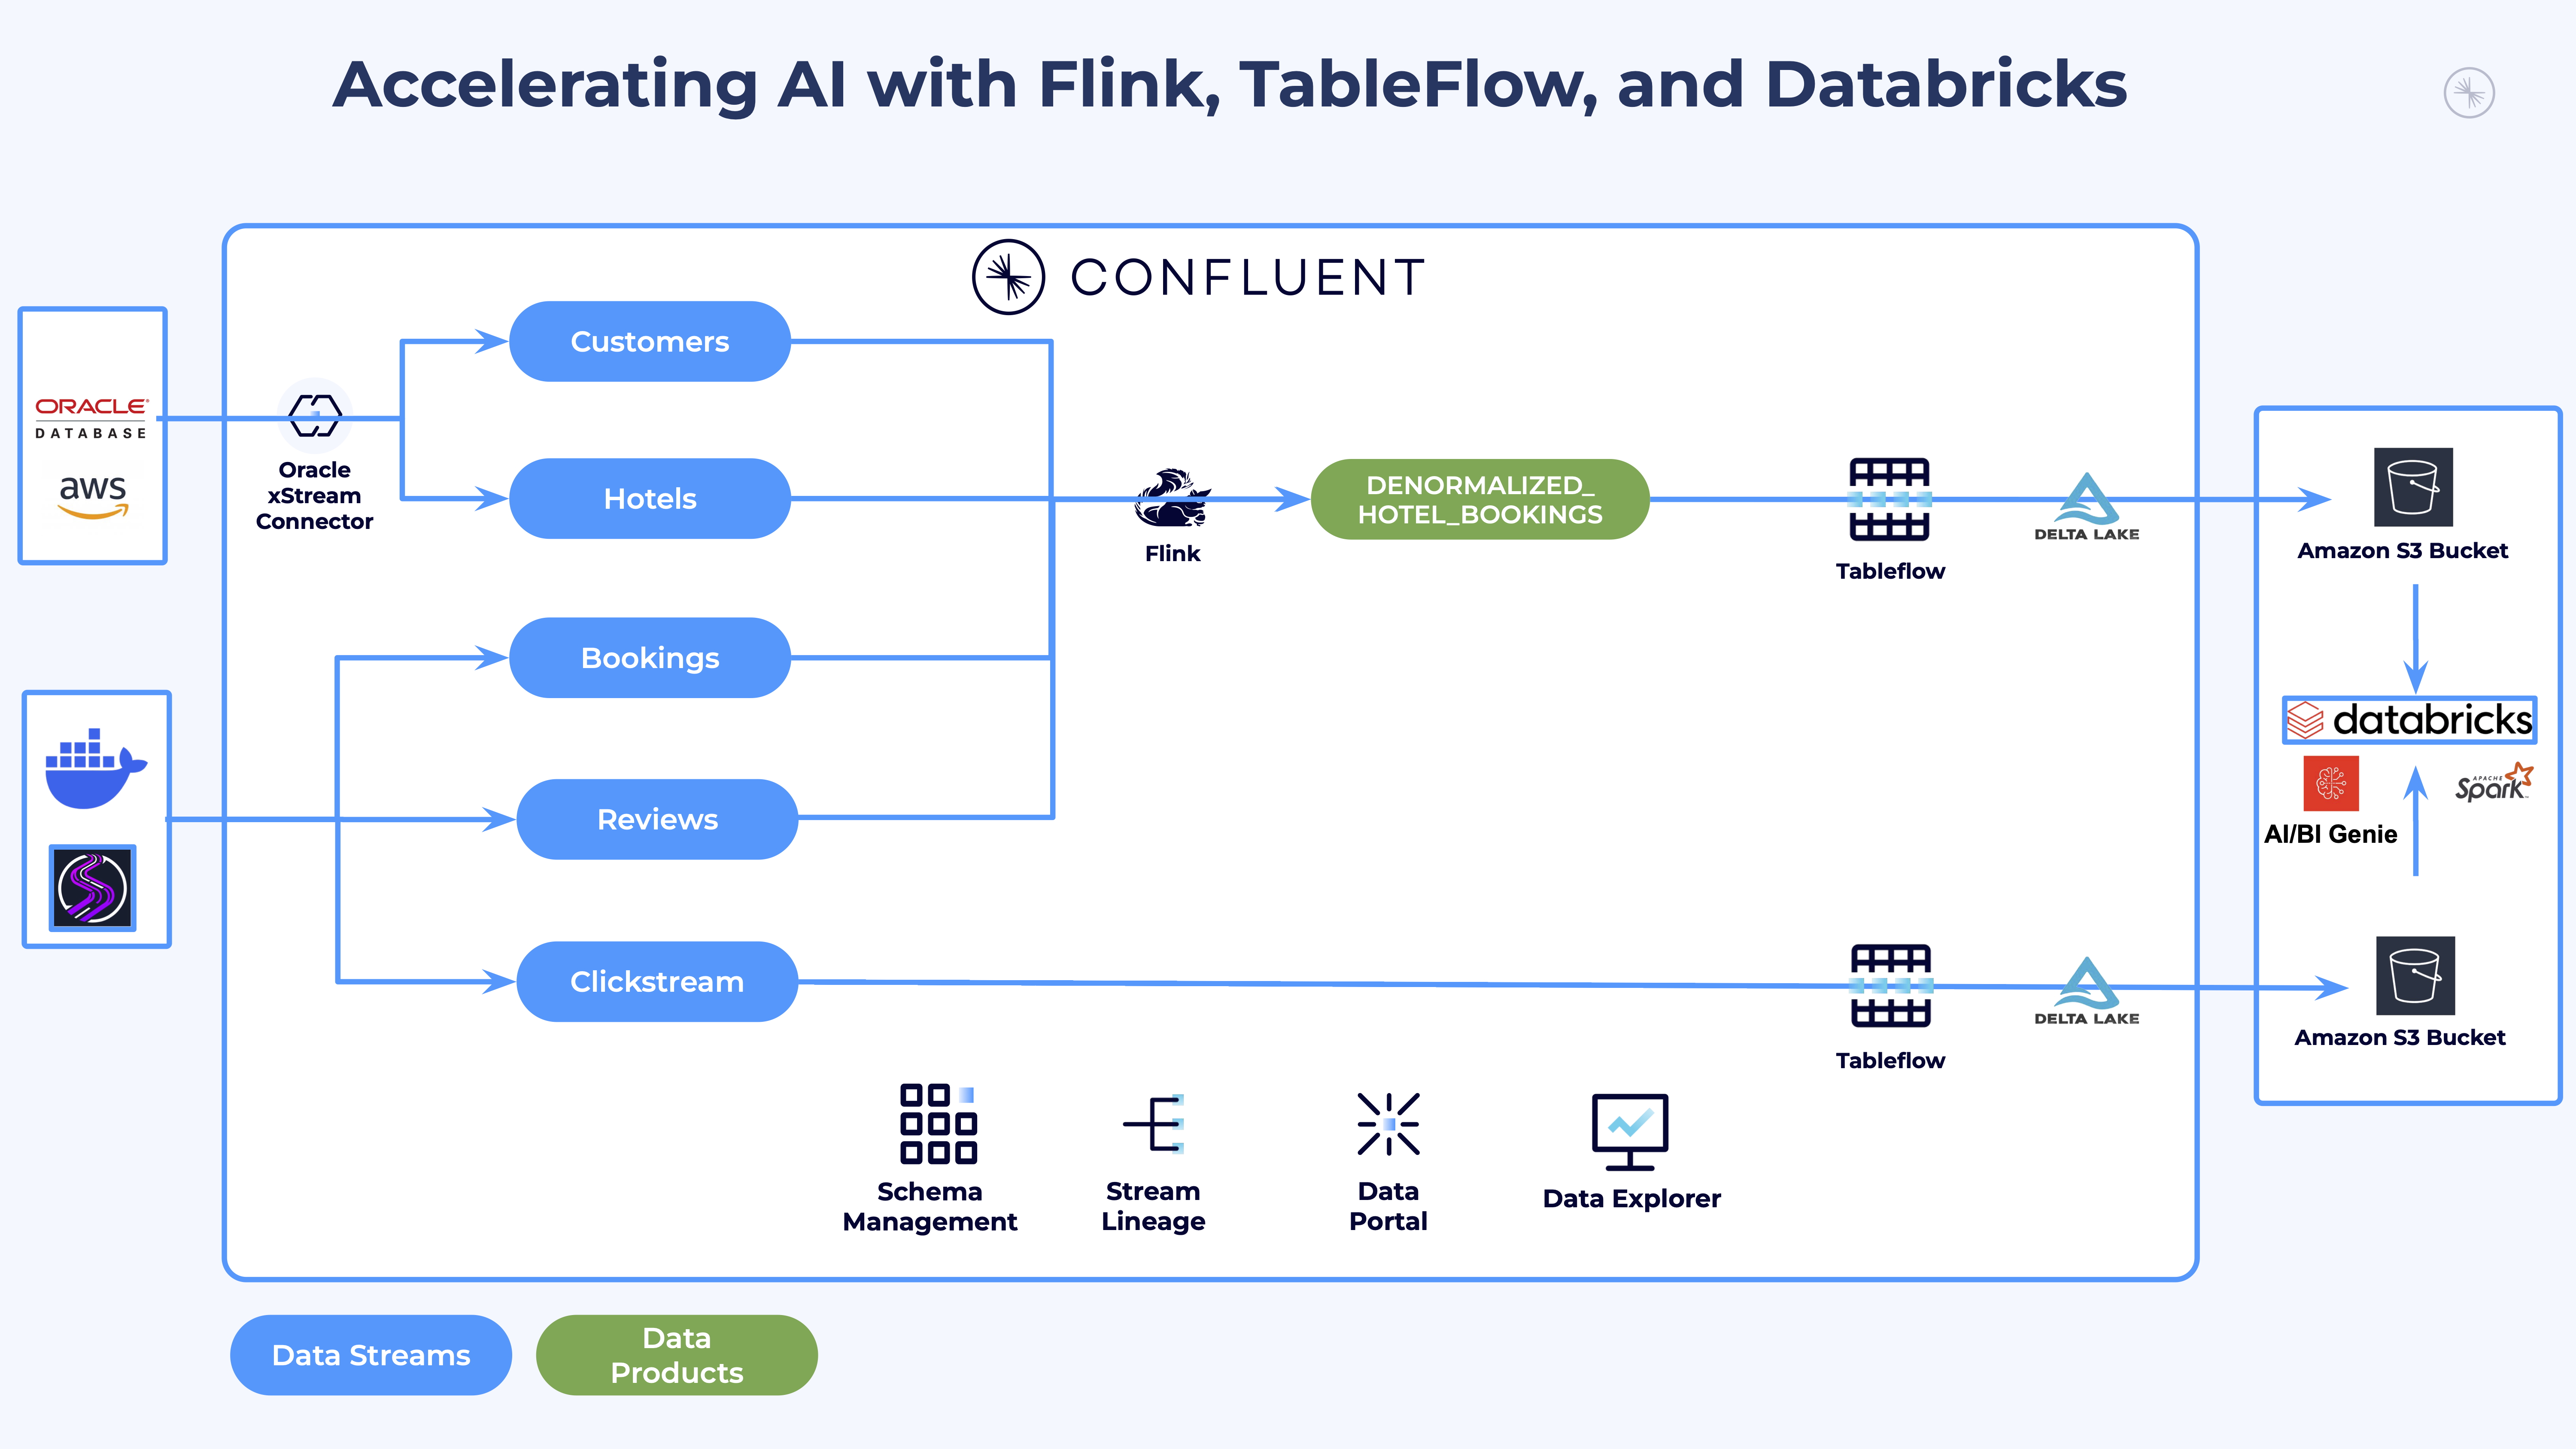 Accelerating AI with Flink, TableFlow, and Databricks
CONFLUENT
ORACLE®
DATABASE
aws
Oracle
xStream
Connector
Customers
Hotels
Bookings
Reviews
Clickstream
Flink
DENORMALIZED_
HOTEL_BOOKINGS
Tableflow
DELTA LAKE
Amazon S3 Bucket
databricks
AI/BI Genie
APACHE
Spark™
Tableflow
DELTA LAKE
Amazon S3 Bucket
Schema
Management
Stream
Lineage
Data
Portal
Data Explorer
Data Streams
Data
Products